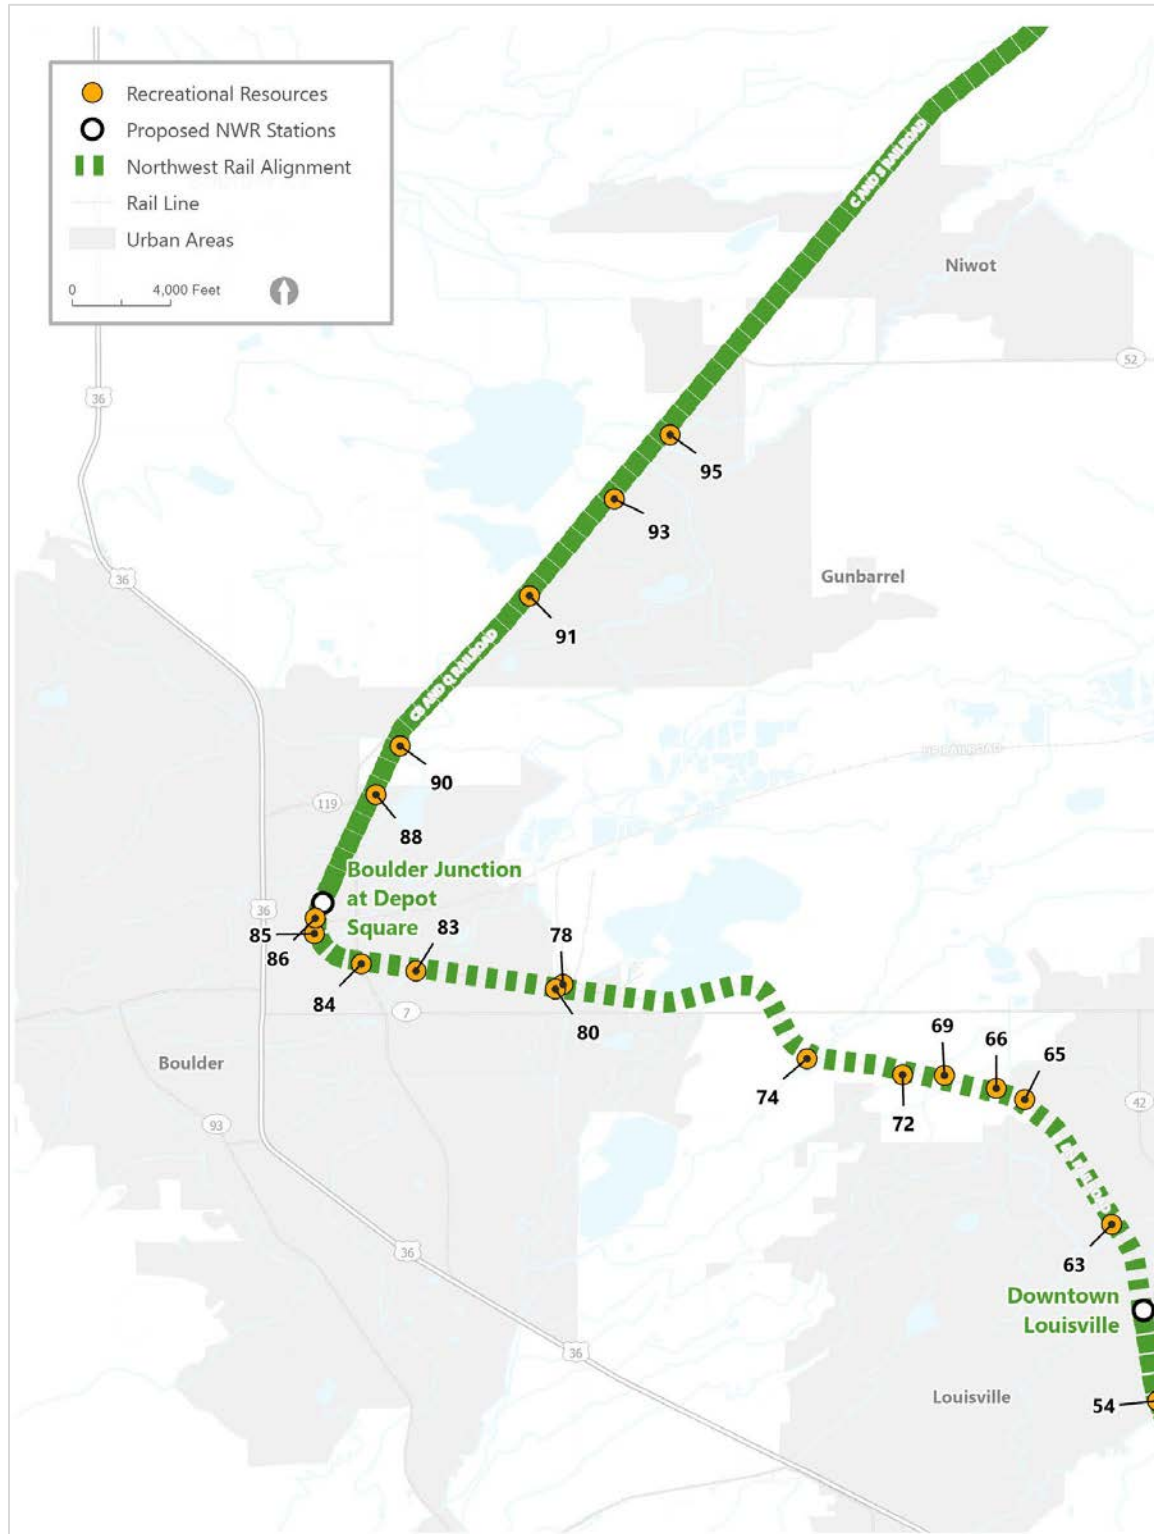 Recreational Resources
Proposed NWR Stations
Northwest Rail Alignment
Rail Line
Urban Areas
0 4,000 Feet
C AND S RAILROAD
Niwot
52
36
95
93
Gunbarrel
36
91
CB AND Q RAILROAD
90
119
88
Boulder Junction
at Depot
Square
36
85
86
83
78
84
7
80
Boulder
69
66
65
74
72
42
93
63
36
Downtown
Louisville
36
Louisville
54